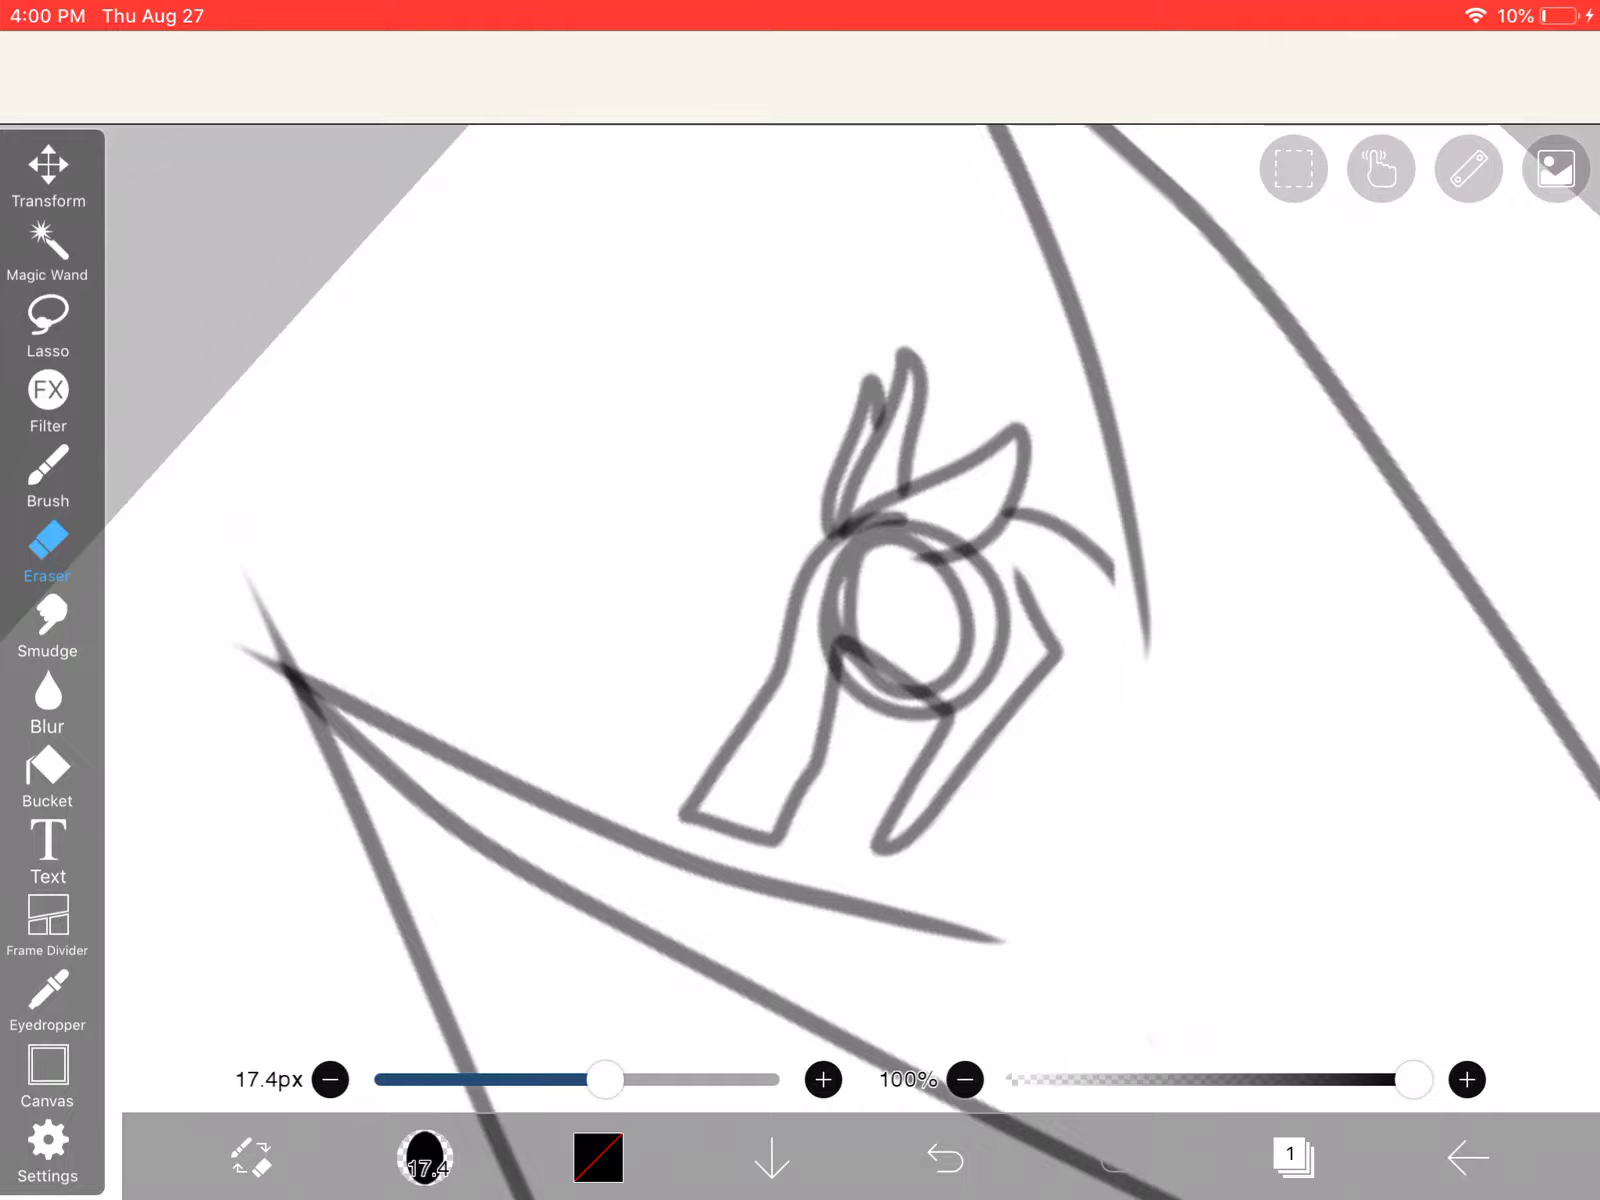 4:00 PM Thu Aug 27
10%
Transform
Magic Wand
Lasso
FX
Filter
Brush
Eraser
Smudge
Blur
Bucket
T
Text
Frame Divider
Eyedropper
Canvas
Settings
17.4px
100%
17.4
1